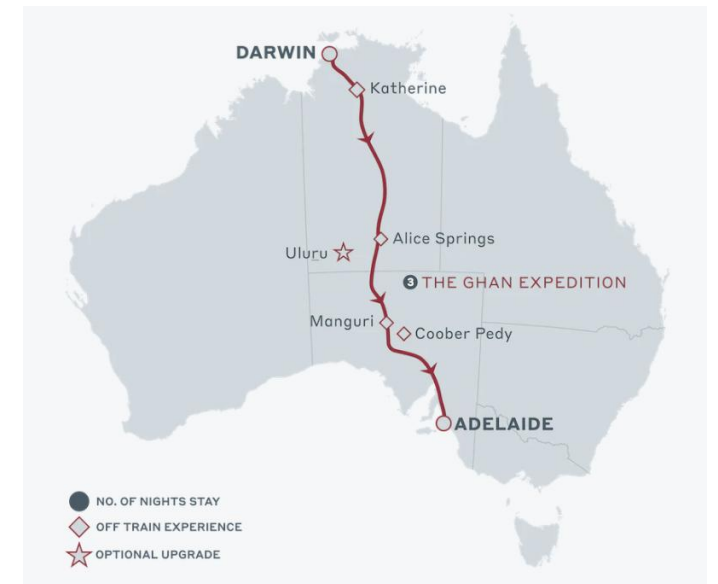 DARWIN
Katherine
Alice Springs
Uluru
3 THE GHAN EXPEDITION
Manguri
Coober Pedy
ADELAIDE
NO. OF NIGHTS STAY
OFF TRAIN EXPERIENCE
OPTIONAL UPGRADE